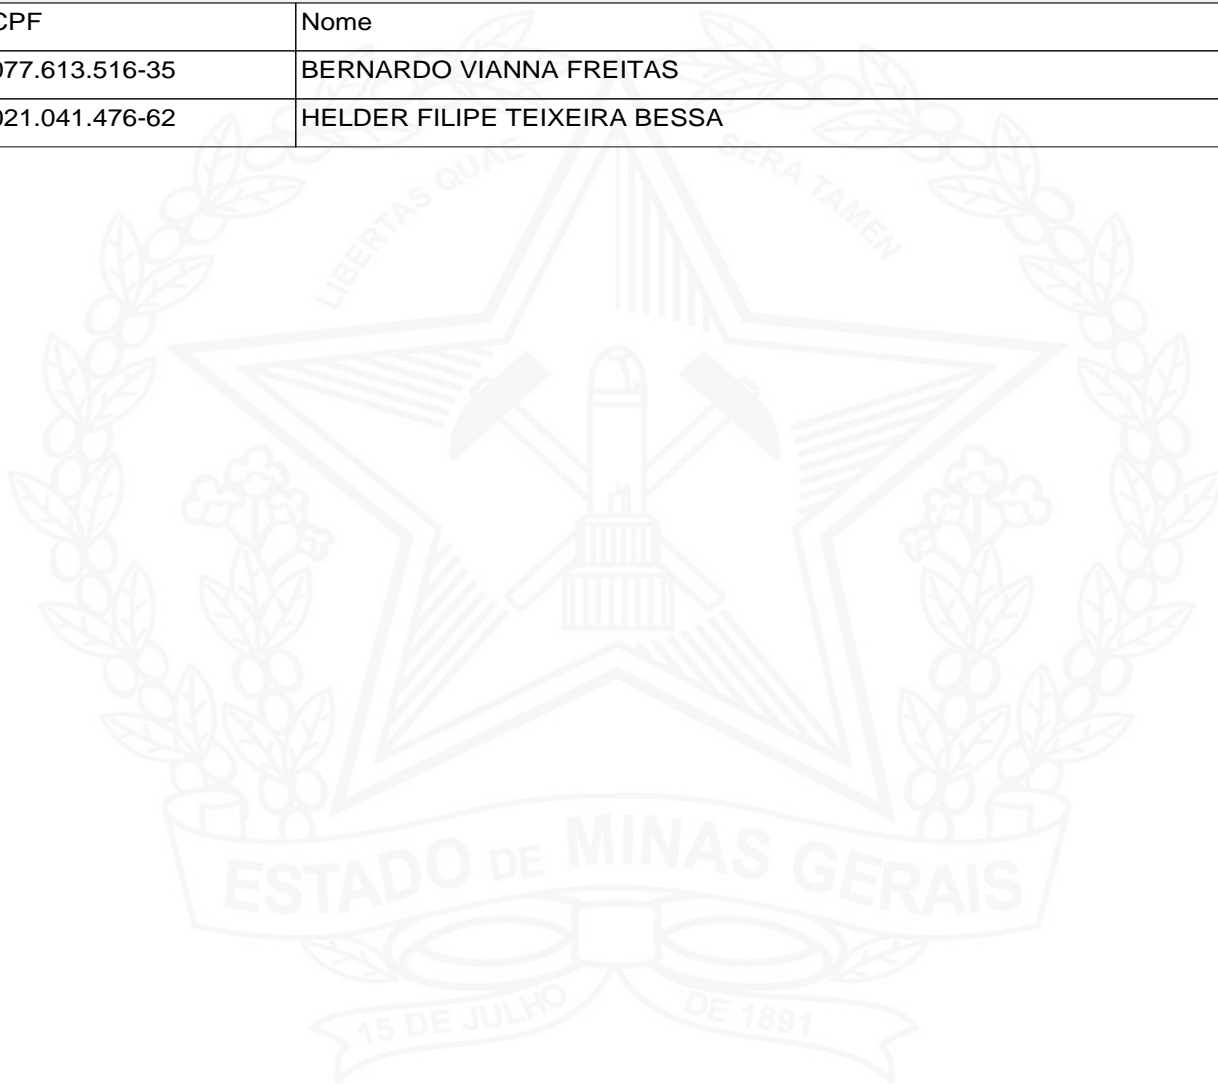 CPF Nome
077.613.516-35 BERNARDO VIANNA FREITAS
021.041.476-62 HELDER FILIPE TEIXEIRA BESSA
LIBERTAS QUAE SERA TAMEN
ESTADO DE MINAS GERAIS
15 DE JULHO DE 1891